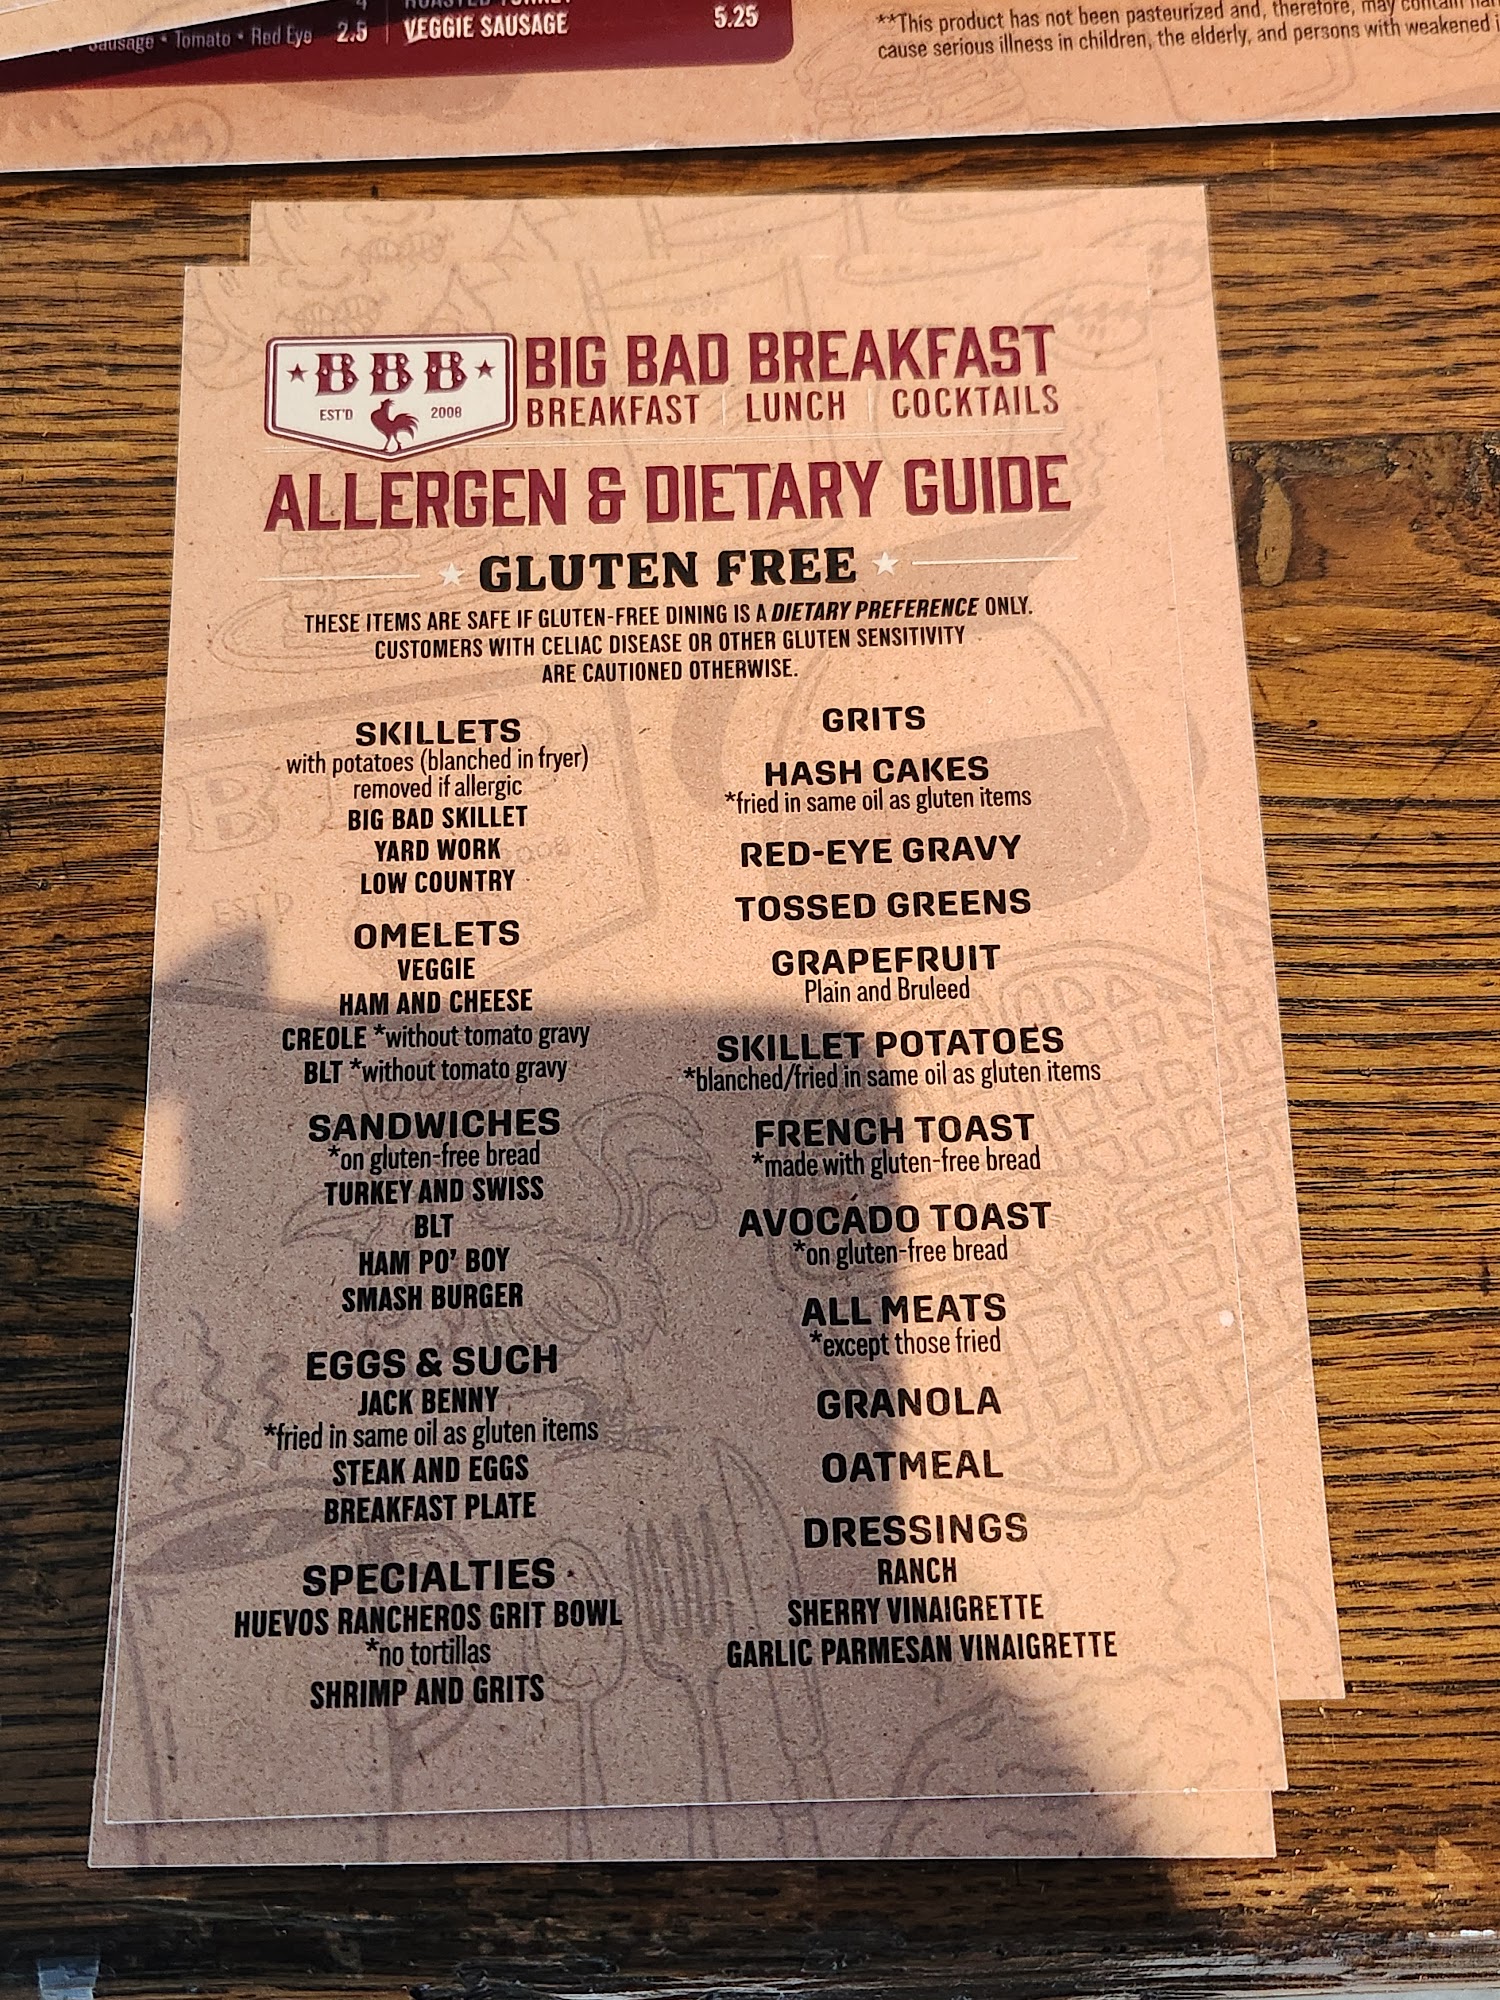 Sausage • Tomato • Red Eye 2.5
VEGGIE SAUSAGE 5.25
**This product has not been pasteurized and, therefore, may contain
cause serious illness in children, the elderly, and persons with weakened
BBB
EST'D 2008
BIG BAD BREAKFAST
BREAKFAST | LUNCH | COCKTAILS
ALLERGEN & DIETARY GUIDE
GLUTEN FREE
THESE ITEMS ARE SAFE IF GLUTEN-FREE DINING IS A DIETARY PREFERENCE ONLY.
CUSTOMERS WITH CELIAC DISEASE OR OTHER GLUTEN SENSITIVITY
ARE CAUTIONED OTHERWISE.
SKILLETS
with potatoes (blanched in fryer)
removed if allergic
BIG BAD SKILLET
YARD WORK
LOW COUNTRY
OMELETS
VEGGIE
HAM AND CHEESE
CREOLE *without tomato gravy
BLT *without tomato gravy
SANDWICHES
*on gluten-free bread
TURKEY AND SWISS
BLT
HAM PO' BOY
SMASH BURGER
EGGS & SUCH
JACK BENNY
*fried in same oil as gluten items
STEAK AND EGGS
BREAKFAST PLATE
SPECIALTIES
HUEVOS RANCHEROS GRIT BOWL
*no tortillas
SHRIMP AND GRITS
GRITS
HASH CAKES
*fried in same oil as gluten items
RED-EYE GRAVY
TOSSED GREENS
GRAPEFRUIT
Plain and Bruleed
SKILLET POTATOES
*blanched/fried in same oil as gluten items
FRENCH TOAST
*made with gluten-free bread
AVOCADO TOAST
*on gluten-free bread
ALL MEATS
*except those fried
GRANOLA
OATMEAL
DRESSINGS
RANCH
SHERRY VINAIGRETTE
GARLIC PARMESAN VINAIGRETTE